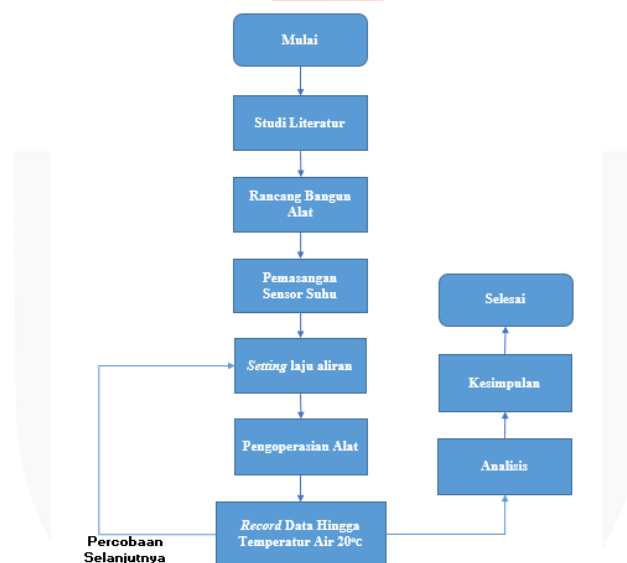 Mulai
Studi Literatur
Rancang Bangun
Alat
Pemasangan
Sensor Suhu
Setting laju aliran
Pengoperasian Alat
Record Data Hingga
Temperatur Air 20°C
Percobaan
Selanjutnya
Analisis
Kesimpulan
Selesai